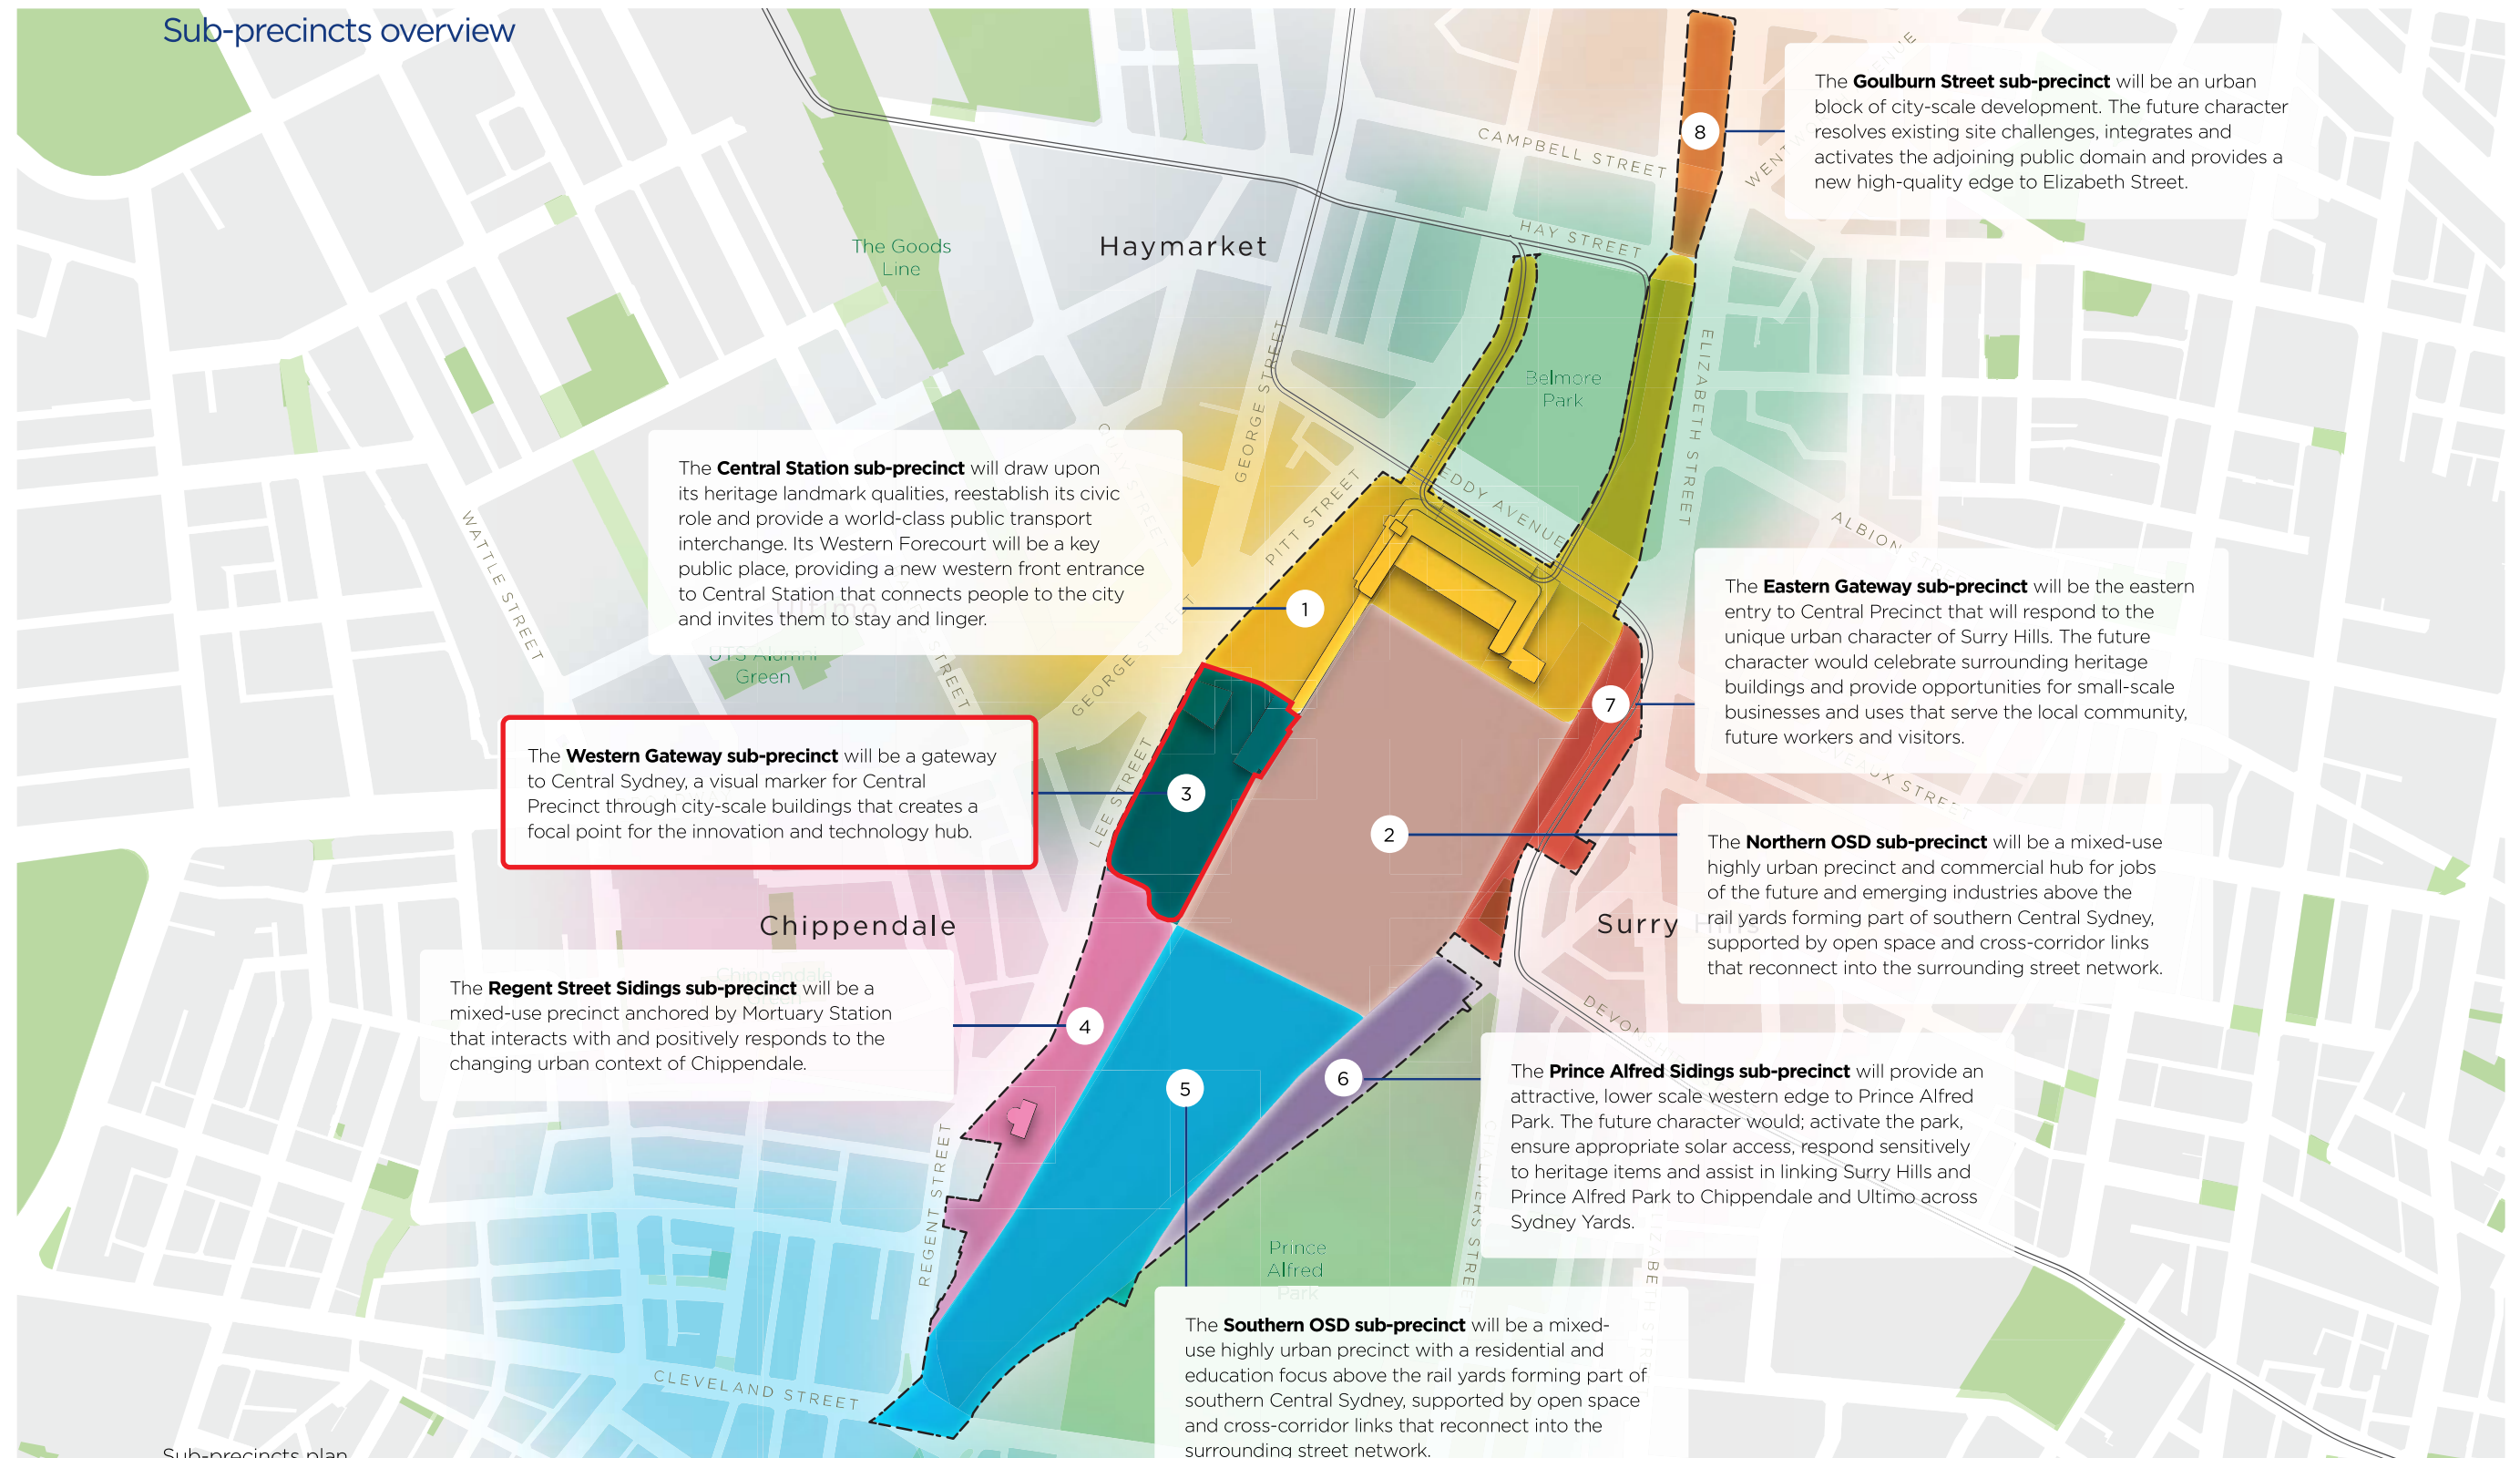 Sub-precincts overview
The Goulburn Street sub-precinct will be an urban
block of city-scale development. The future character
resolves existing site challenges, integrates and
activates the adjoining public domain and provides a
new high-quality edge to Elizabeth Street.
8
CAMPBELL STREET
HAY STREET
The Goods
Line
Haymarket
Belmore
Park
ELIZABETH STREET
GEORGE STREET
PITT STREET
EDDY AVENUE
The Central Station sub-precinct will draw upon
its heritage landmark qualities, reestablish its civic
role and provide a world-class public transport
interchange. Its Western Forecourt will be a key
public place, providing a new western front entrance
to Central Station that connects people to the city
and invites them to stay and linger.
1
WATTLE STREET
Ultimo
UTS Alumni
Green
STREET
GEORGE STREET
ALBION
The Eastern Gateway sub-precinct will be the eastern
entry to Central Precinct that will respond to the
unique urban character of Surry Hills. The future
character would celebrate surrounding heritage
buildings and provide opportunities for small-scale
businesses and uses that serve the local community,
future workers and visitors.
7
The Western Gateway sub-precinct will be a gateway
to Central Sydney, a visual marker for Central
Precinct through city-scale buildings that creates a
focal point for the innovation and technology hub.
3
LEE STREET
2
The Northern OSD sub-precinct will be a mixed-use
highly urban precinct and commercial hub for jobs
of the future and emerging industries above the
rail yards forming part of southern Central Sydney,
supported by open space and cross-corridor links
that reconnect into the surrounding street network.
Chippendale
Surry Hills
Chippendale
Green
The Regent Street Sidings sub-precinct will be a
mixed-use precinct anchored by Mortuary Station
that interacts with and positively responds to the
changing urban context of Chippendale.
4
5
6
The Prince Alfred Sidings sub-precinct will provide an
attractive, lower scale western edge to Prince Alfred
Park. The future character would; activate the park,
ensure appropriate solar access, respond sensitively
to heritage items and assist in linking Surry Hills and
Prince Alfred Park to Chippendale and Ultimo across
Sydney Yards.
REGENT STREET
CHALMERS STREET
Prince
Alfred
Park
The Southern OSD sub-precinct will be a mixed-
use highly urban precinct with a residential and
education focus above the rail yards forming part of
southern Central Sydney, supported by open space
and cross-corridor links that reconnect into the
surrounding street network.
CLEVELAND STREET
Sub-precincts plan